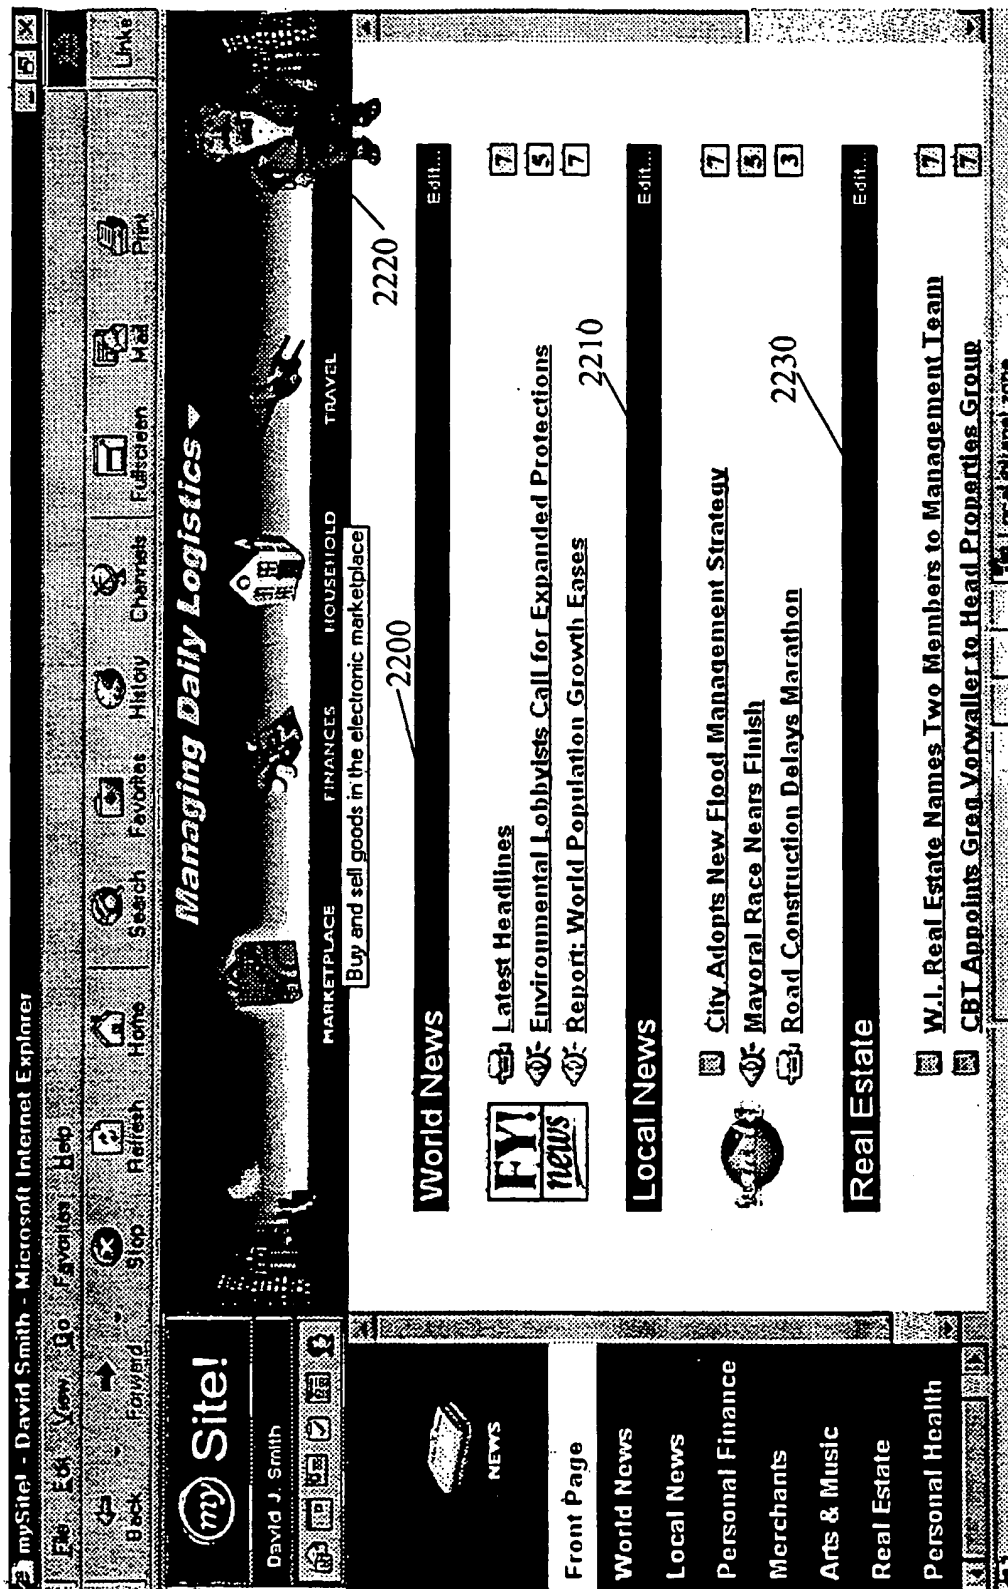 mySite! - David Smith - Microsoft Internet Explorer
File Edit View Go Favorites Help
Back Forward Stop Refresh Home Search Favorites History Channels Fullscreen Mail Print
Links
my Site!
David J. Smith
Managing Daily Logistics
MARKETPLACE FINANCES HOUSEHOLD TRAVEL
Buy and sell goods in the electronic marketplace
2220
2200
NEWS
Front Page
World News
Local News
Personal Finance
Merchants
Arts & Music
Real Estate
Personal Health
World News Edit...
FY! news
Latest Headlines 7
Environmental Lobbyists Call for Expanded Protections 5
Report: World Population Growth Eases 7
2210
Local News Edit...
City Adopts New Flood Management Strategy 7
Mayoral Race Nears Finish 5
Road Construction Delays Marathon 3
2230
Real Estate Edit...
W.I. Real Estate Names Two Members to Management Team 7
CBT Appoints Greg Vorwaller to Head Properties Group 7